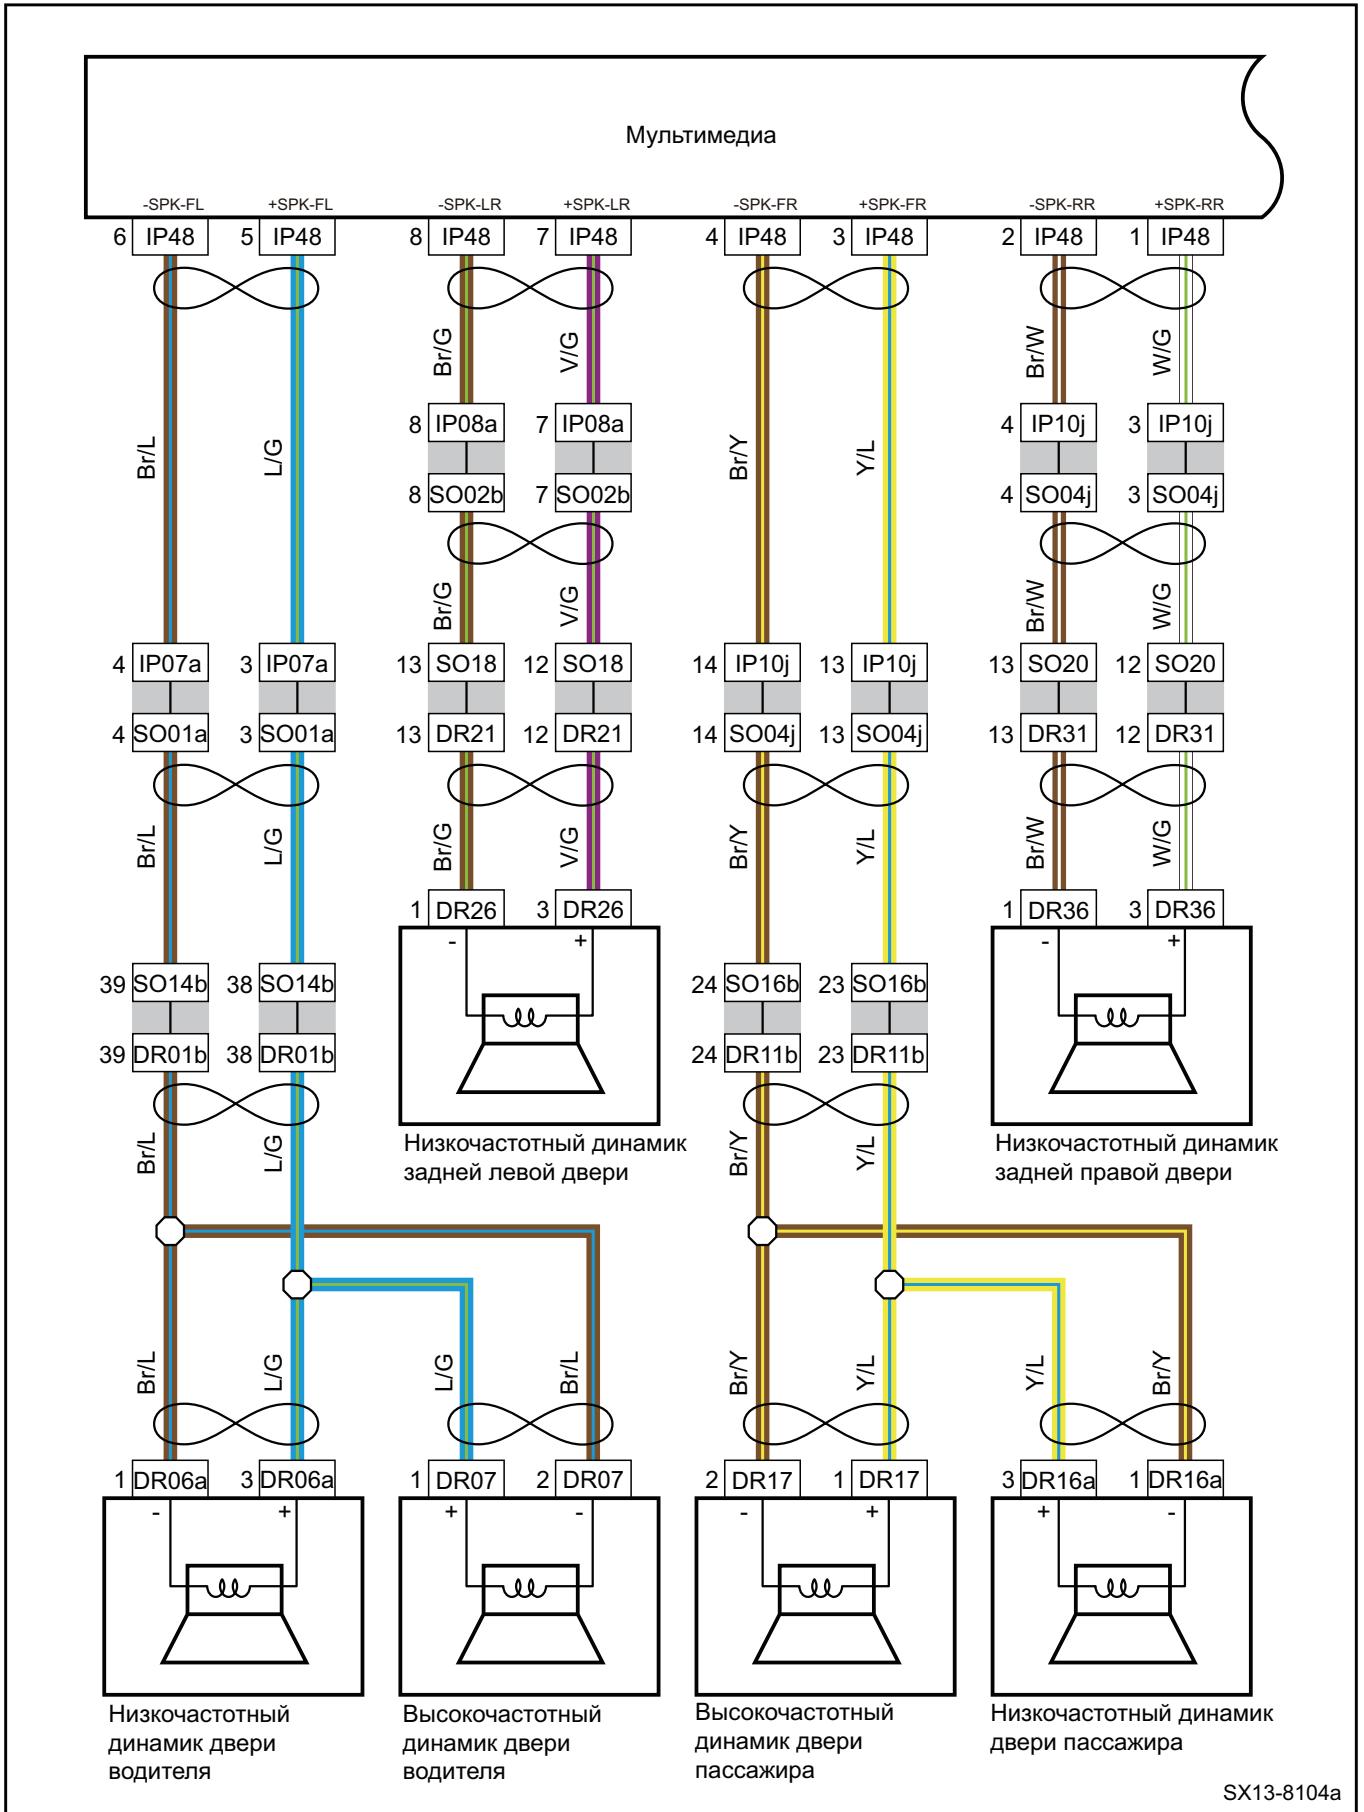 Мультимедиа
-SPK-FL +SPK-FL -SPK-LR +SPK-LR -SPK-FR +SPK-FR -SPK-RR +SPK-RR
6 IP48 5 IP48 8 IP48 7 IP48 4 IP48 3 IP48 2 IP48 1 IP48
Br/G V/G Br/W W/G
8 IP08a 7 IP08a 4 IP10j 3 IP10j
Br/L L/G Br/Y Y/L
8 SO02b 7 SO02b 4 SO04j 3 SO04j
Br/G V/G Br/W W/G
4 IP07a 3 IP07a 13 SO18 12 SO18 14 IP10j 13 IP10j 13 SO20 12 SO20
4 SO01a 3 SO01a 13 DR21 12 DR21 14 SO04j 13 SO04j 13 DR31 12 DR31
Br/L L/G Br/G V/G Br/Y Y/L Br/W W/G
1 DR26 3 DR26 1 DR36 3 DR36
- + - +
39 SO14b 38 SO14b 24 SO16b 23 SO16b
39 DR01b 38 DR01b 24 DR11b 23 DR11b
Br/L L/G Br/Y Y/L
Низкочастотный динамик
задней левой двери
Низкочастотный динамик
задней правой двери
Br/L L/G L/G Br/L Br/Y Y/L Y/L Br/Y
1 DR06a 3 DR06a 1 DR07 2 DR07 2 DR17 1 DR17 3 DR16a 1 DR16a
- + + - - + + -
Низкочастотный
динамик двери
водителя
Высокочастотный
динамик двери
водителя
Высокочастотный
динамик двери
пассажира
Низкочастотный динамик
двери пассажира
SX13-8104a